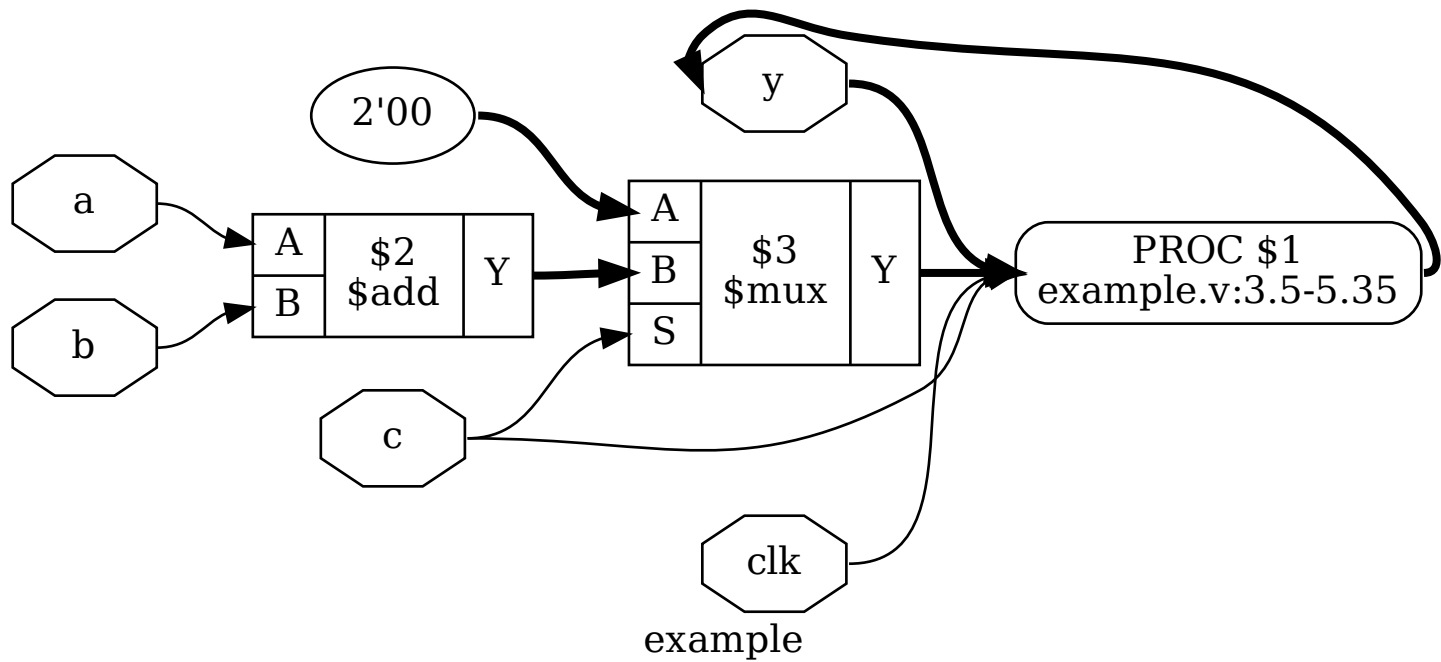 y
2'00
a
A
$2
$add
Y
B
b
A
$3
$mux
Y
B
S
PROC $1
example.v:3.5-5.35
c
clk
example